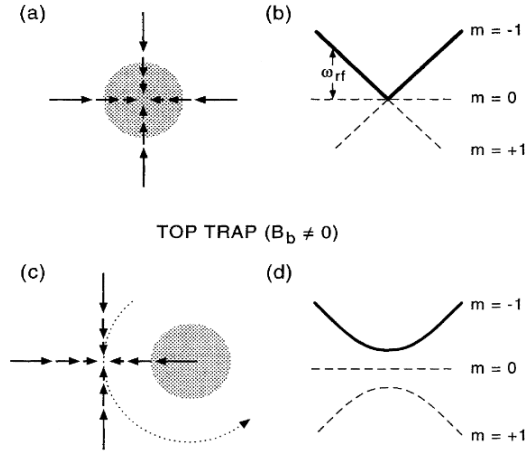 (a)
(b)
m = -1
ω_rf
m = 0
m = +1
TOP TRAP (B_b ≠ 0)
(c)
(d)
m = -1
m = 0
m = +1